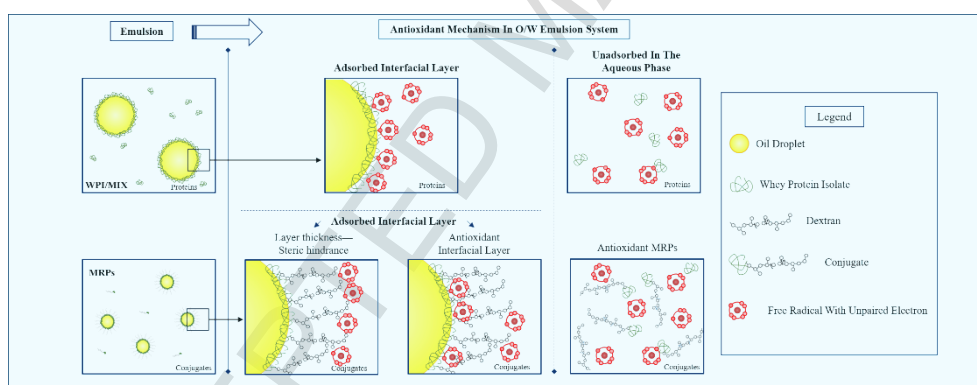 Emulsion
Antioxidant Mechanism In O/W Emulsion System
Adsorbed Interfacial Layer
Unadsorbed In The
Aqueous Phase
WPI/MIX
Proteins
Proteins
Proteins
Adsorbed Interfacial Layer
Layer thickness—
Steric hindrance
Antioxidant
Interfacial Layer
Antioxidant MRPs
MRPs
Conjugates
Conjugates
Conjugates
Conjugates
Legend
Oil Droplet
Whey Protein Isolate
Dextran
Conjugate
Free Radical With Unpaired Electron